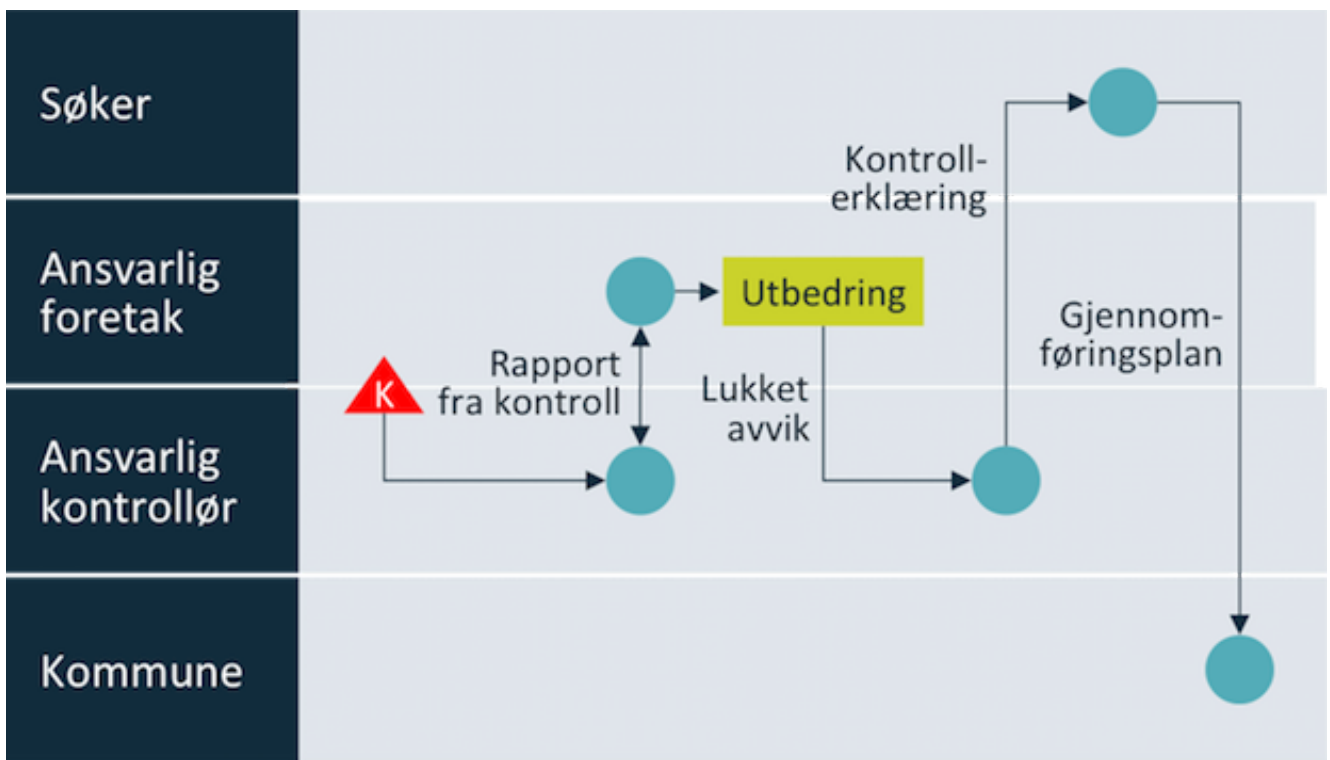 Søker
Ansvarlig
foretak
Ansvarlig
kontrollør
Kommune
K
Rapport
fra kontroll
Utbedring
Lukket
avvik
Kontroll-
erklæring
Gjennom-
føringsplan